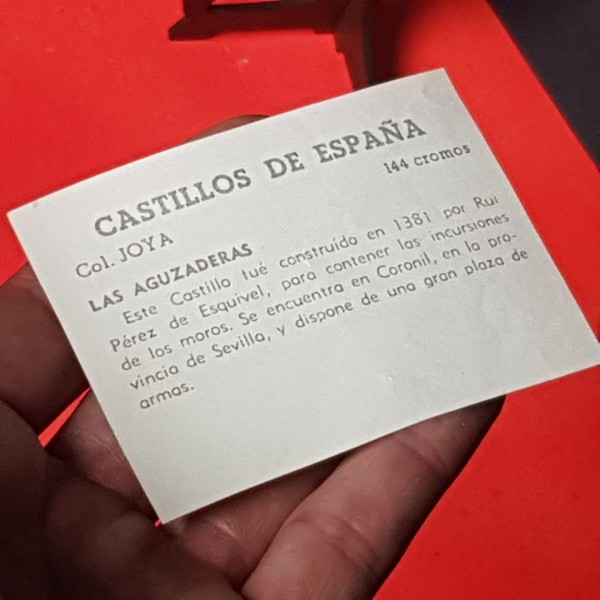 CASTILLOS DE ESPAÑA
144 cromos
Col. JOYA
LAS AGUZADERAS
Este Castillo tué construído en 1381 por Rui
Pérez de Esquivel, para contener las incursiones
de los moros. Se encuentra en Coronil, en la pro-
vincia de Sevilla, y dispone de una gran plaza de
armas.